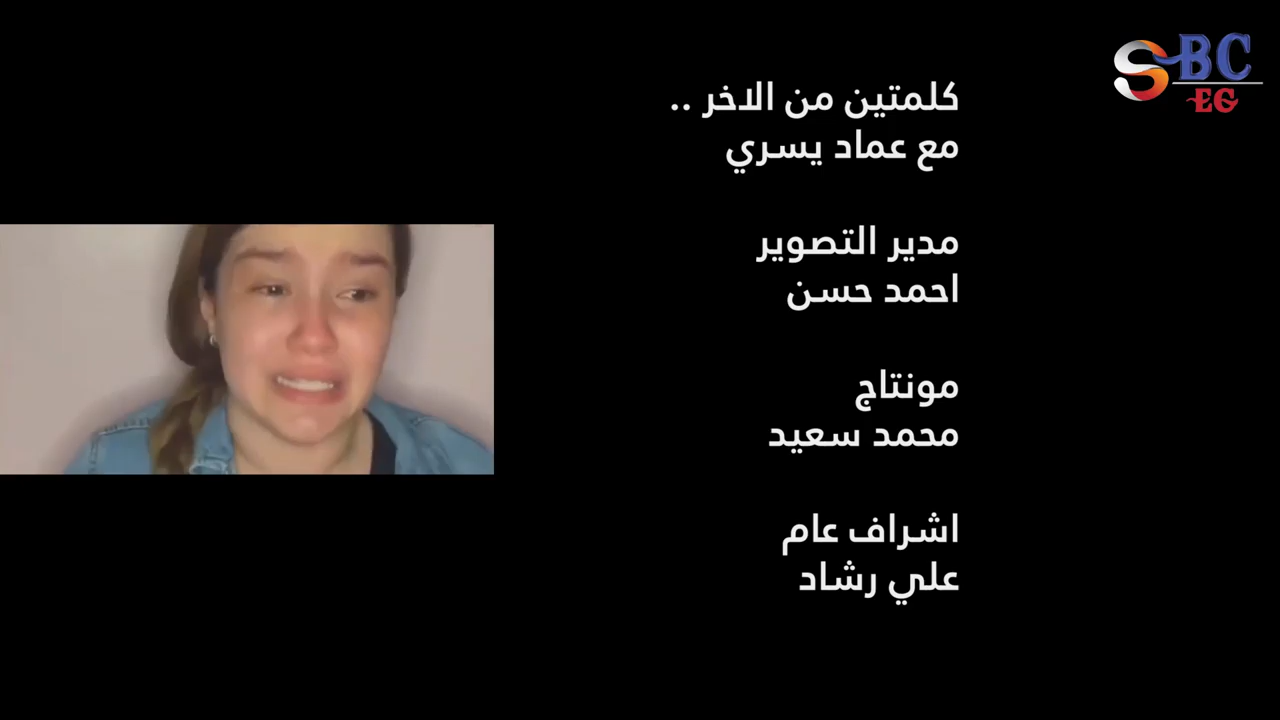 SBC
EG
كلمتين من الاخر ..
مع عماد يسري
مدير التصوير
احمد حسن
مونتاج
محمد سعيد
اشراف عام
علي رشاد